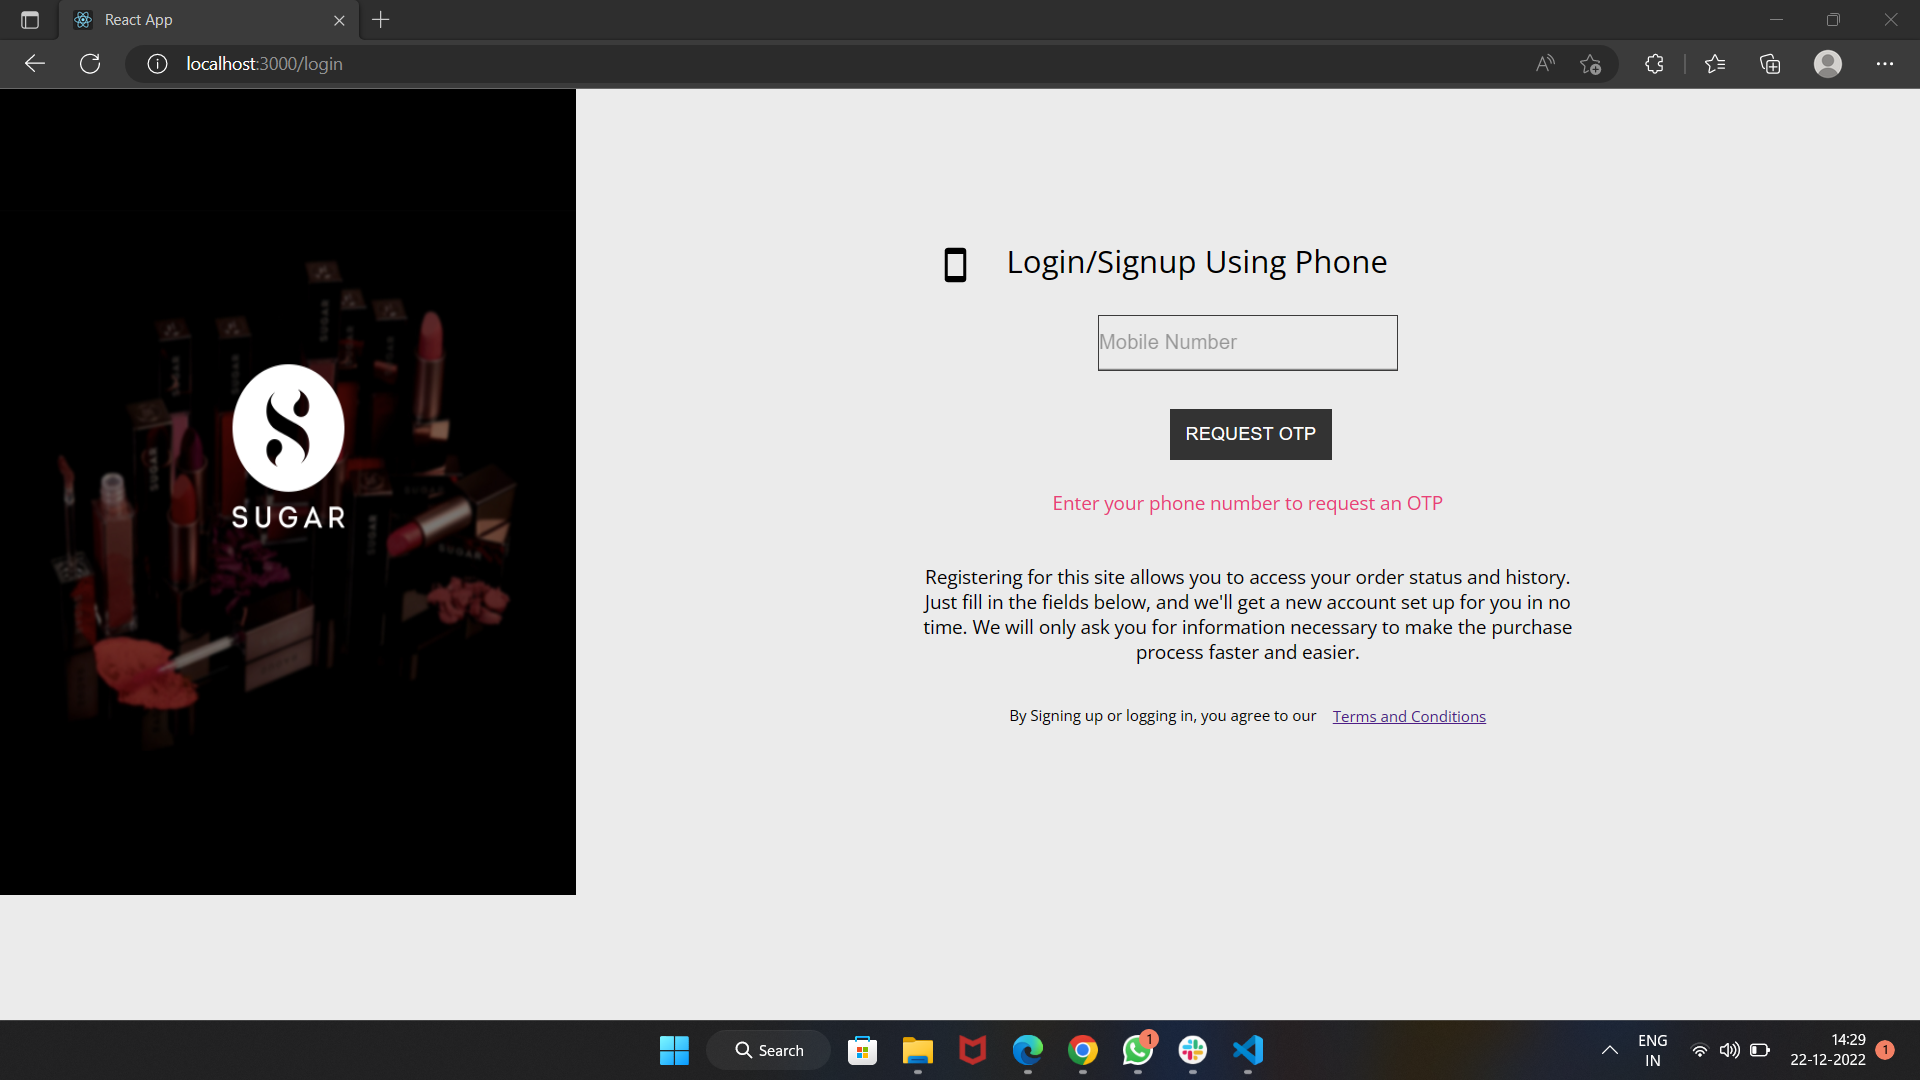 React App
localhost:3000/login
SUGAR
Login/Signup Using Phone
Mobile Number
REQUEST OTP
Enter your phone number to request an OTP
Registering for this site allows you to access your order status and history.
Just fill in the fields below, and we'll get a new account set up for you in no
time. We will only ask you for information necessary to make the purchase
process faster and easier.
By Signing up or logging in, you agree to our Terms and Conditions
Search
1
ENG
IN
14:29
22-12-2022
1